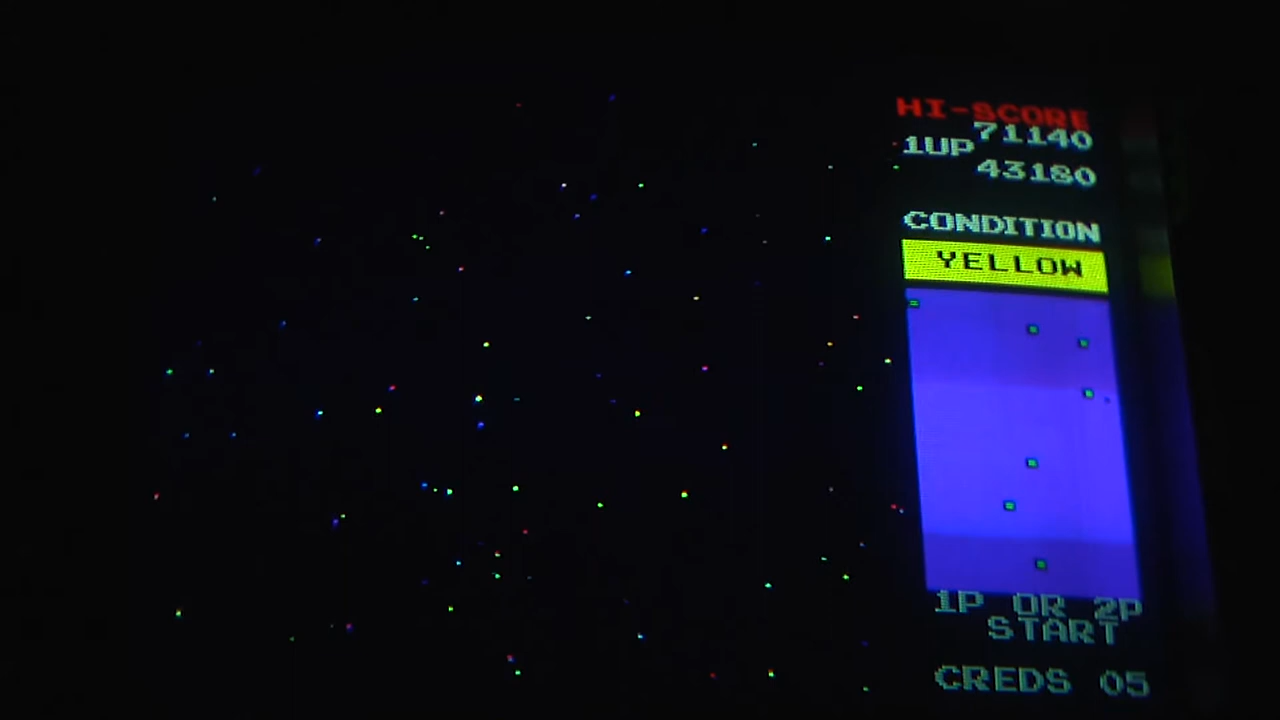 HI-SCORE
71140
1UP
43180
CONDITION
YELLOW
1P OR 2P
START
CREDS 05